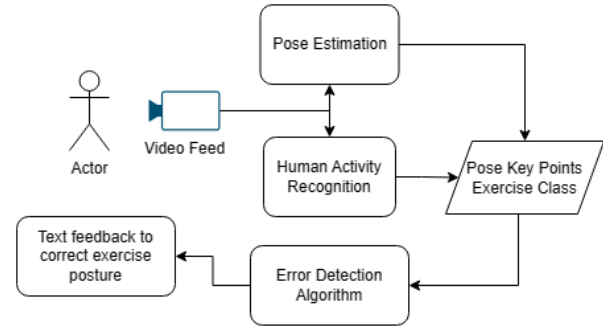 Pose Estimation
Actor
Video Feed
Human Activity
Recognition
Pose Key Points
Exercise Class
Text feedback to
correct exercise
posture
Error Detection
Algorithm